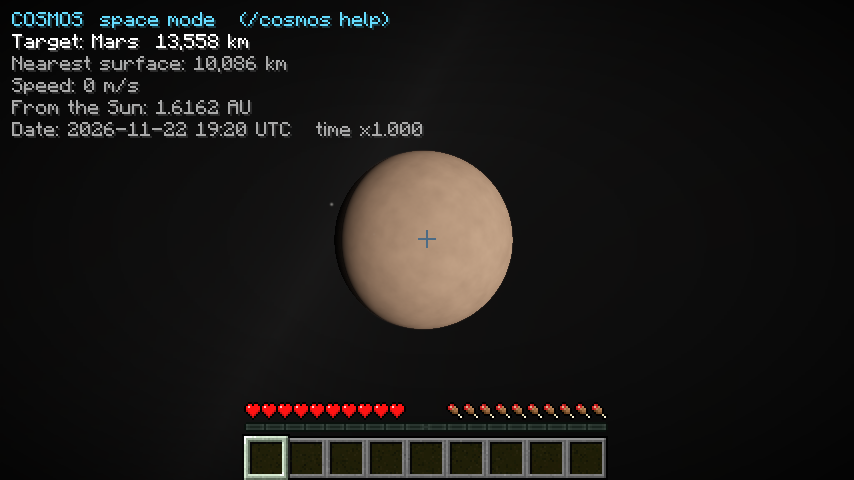 COSMOS space mode (/cosmos help)
Target: Mars 13,558 km
Nearest surface: 10,086 km
Speed: 0 m/s
From the Sun: 1.6162 AU
Date: 2026-11-22 19:20 UTC time x1.000